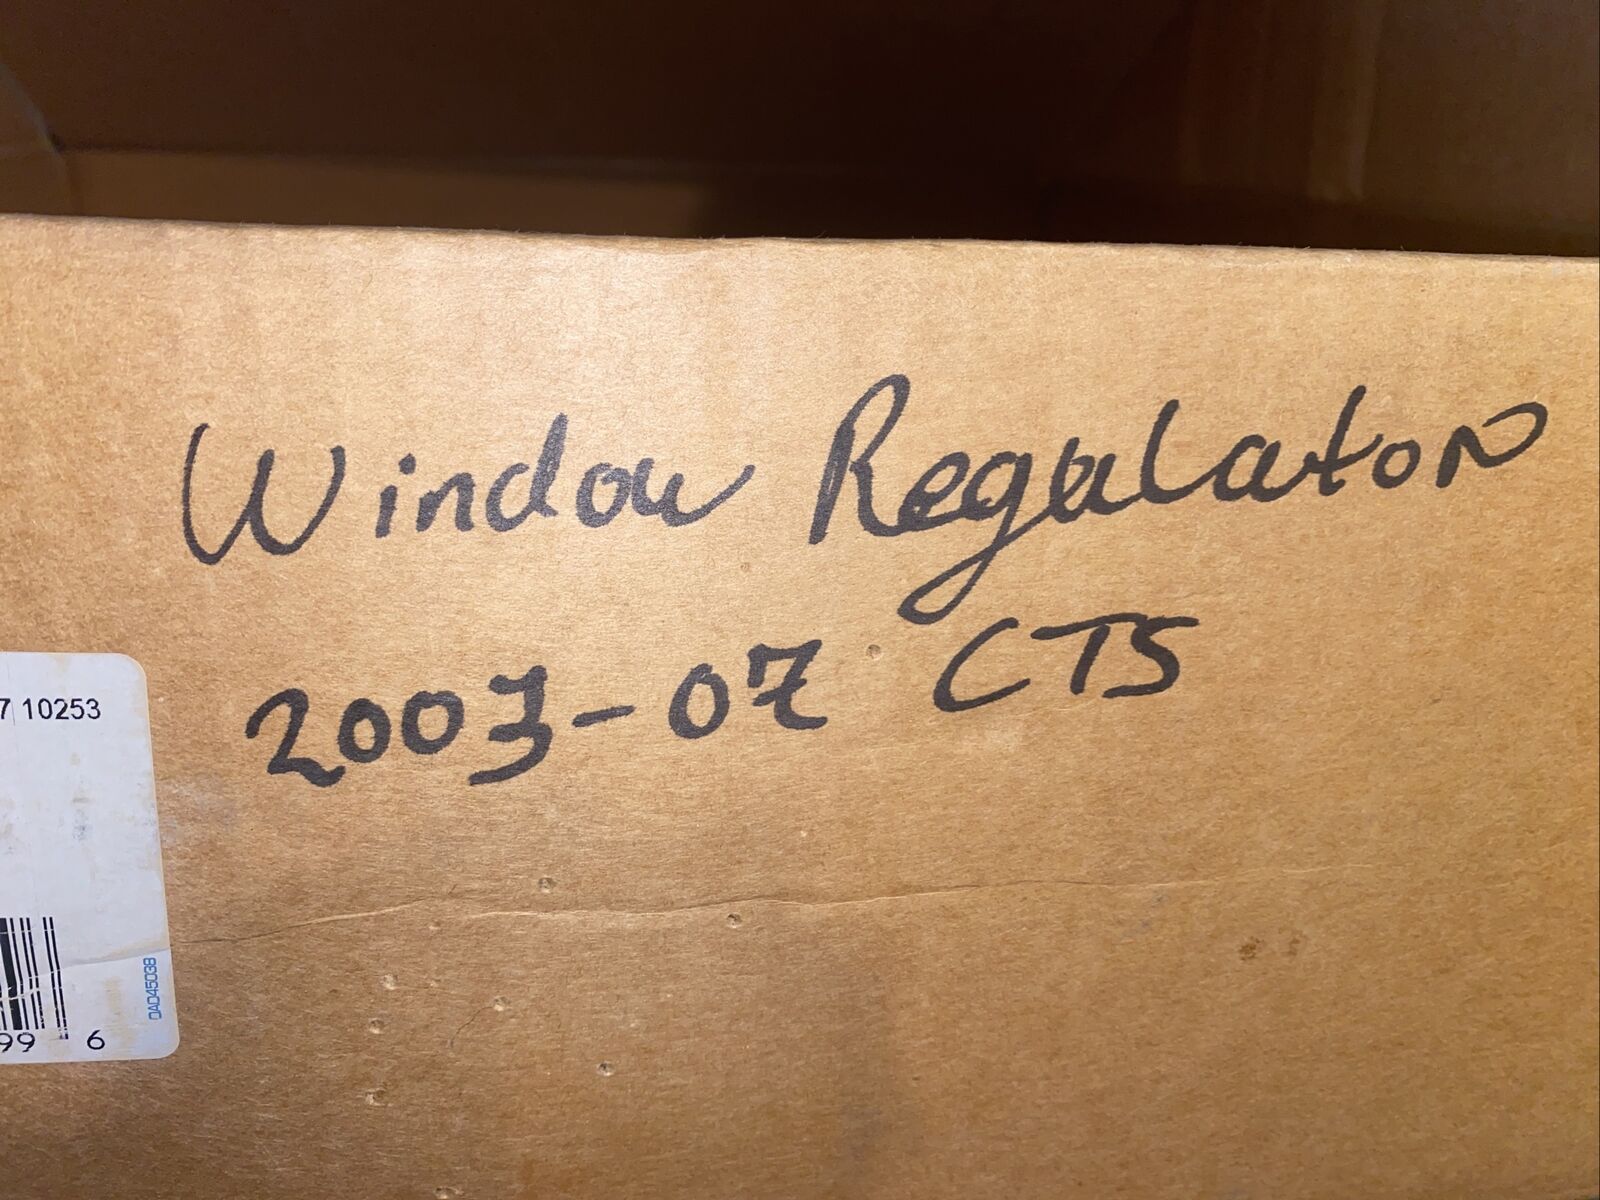 Window Regulator
2003-07 CTS
7 10253
0AD45038
99 6